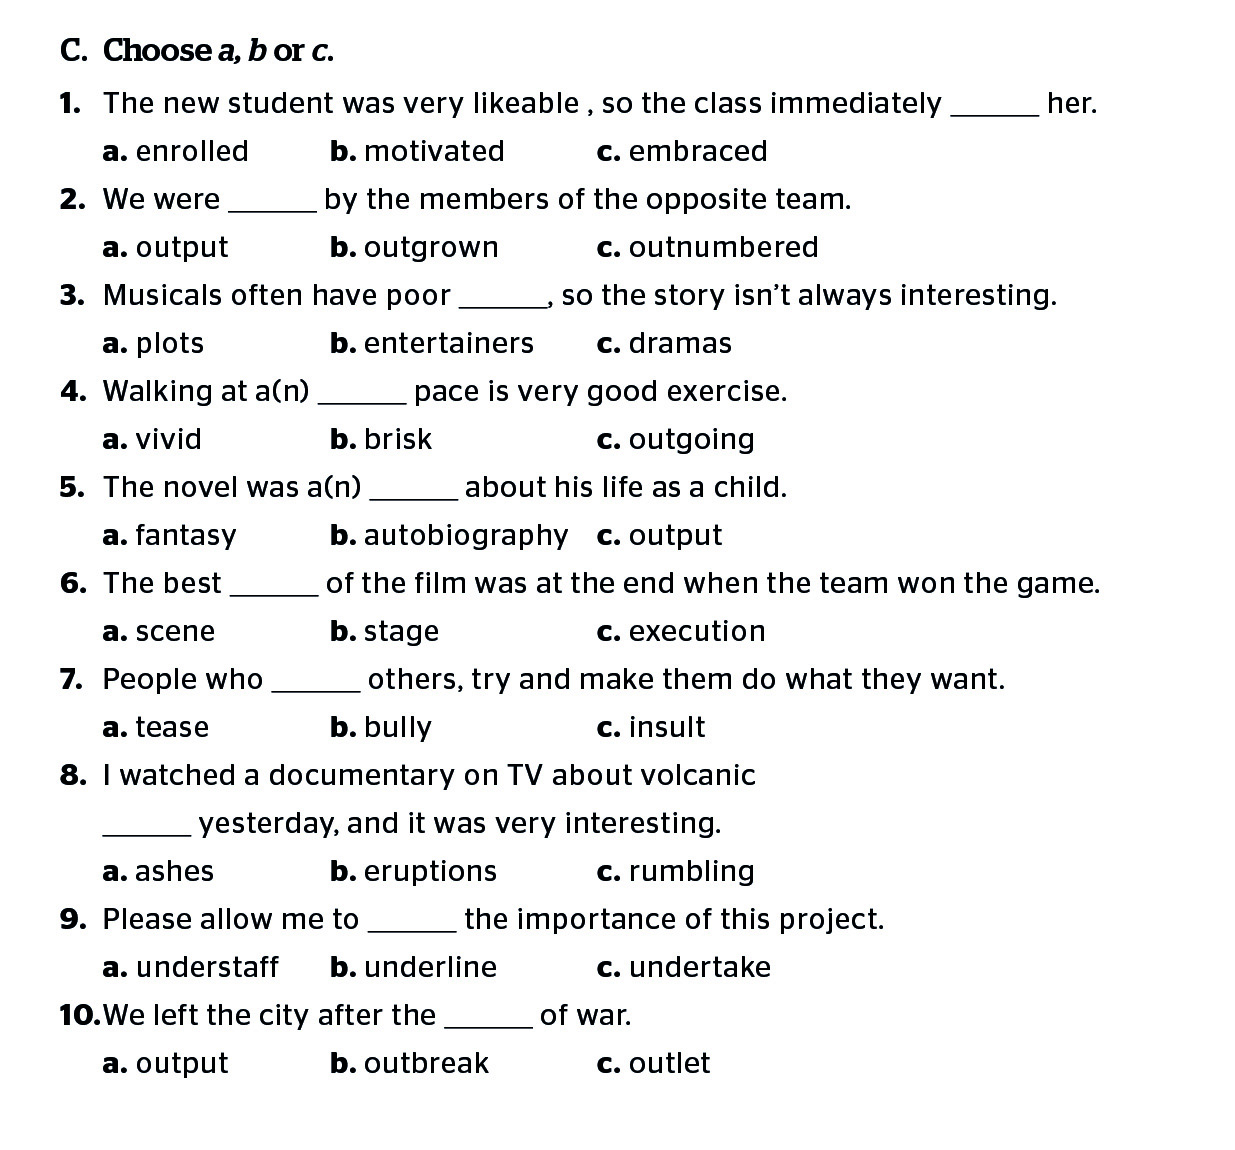 C. Choose a, b or c.
1. The new student was very likeable , so the class immediately ______ her.
a. enrolled b. motivated c. embraced
2. We were ______ by the members of the opposite team.
a. output b. outgrown c. outnumbered
3. Musicals often have poor ______, so the story isn’t always interesting.
a. plots b. entertainers c. dramas
4. Walking at a(n) ______ pace is very good exercise.
a. vivid b. brisk c. outgoing
5. The novel was a(n) ______ about his life as a child.
a. fantasy b. autobiography c. output
6. The best ______ of the film was at the end when the team won the game.
a. scene b. stage c. execution
7. People who ______ others, try and make them do what they want.
a. tease b. bully c. insult
8. I watched a documentary on TV about volcanic
______ yesterday, and it was very interesting.
a. ashes b. eruptions c. rumbling
9. Please allow me to ______ the importance of this project.
a. understaff b. underline c. undertake
10.We left the city after the ______ of war.
a. output b. outbreak c. outlet